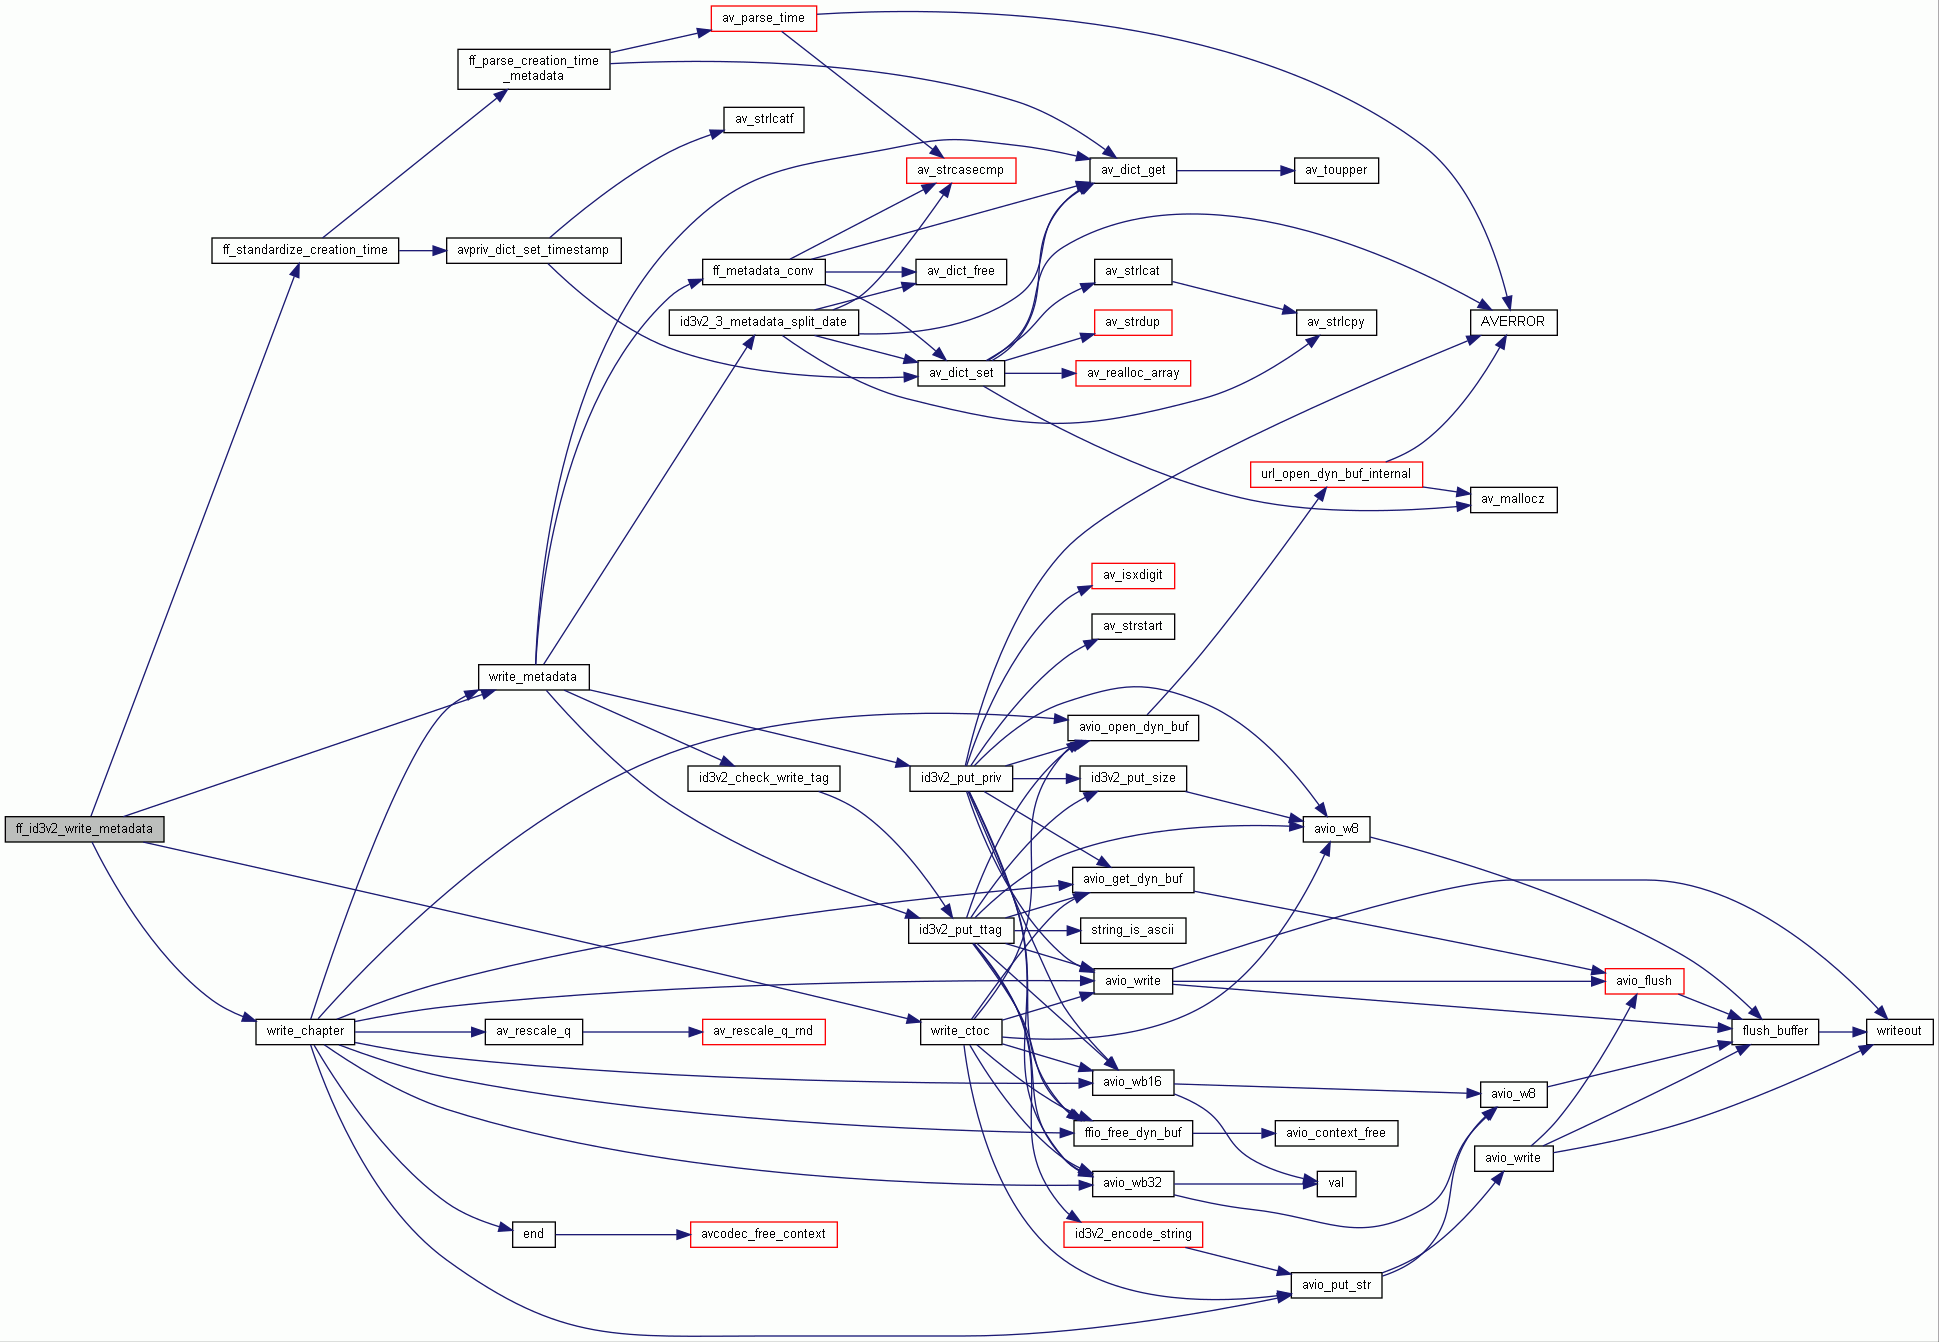 av_parse_time
ff_parse_creation_time
_metadata
av_strlcatf
av_strcasecmp
av_dict_get
av_toupper
ff_standardize_creation_time
avpriv_dict_set_timestamp
ff_metadata_conv
av_dict_free
av_strlcat
id3v2_3_metadata_split_date
av_strdup
av_strlcpy
AVERROR
av_dict_set
av_realloc_array
url_open_dyn_buf_internal
av_mallocz
av_isxdigit
av_strstart
write_metadata
avio_open_dyn_buf
id3v2_check_write_tag
id3v2_put_priv
id3v2_put_size
ff_id3v2_write_metadata
avio_w8
avio_get_dyn_buf
id3v2_put_ttag
string_is_ascii
avio_write
avio_flush
write_chapter
av_rescale_q
av_rescale_q_rnd
write_ctoc
flush_buffer
writeout
avio_wb16
avio_w8
ffio_free_dyn_buf
avio_context_free
avio_write
avio_wb32
val
end
avcodec_free_context
id3v2_encode_string
avio_put_str